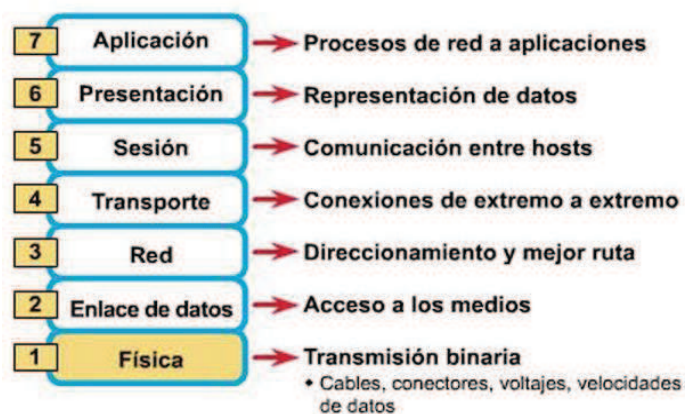 7 Aplicación Procesos de red a aplicaciones
6 Presentación Representación de datos
5 Sesión Comunicación entre hosts
4 Transporte Conexiones de extremo a extremo
3 Red Direccionamiento y mejor ruta
2 Enlace de datos Acceso a los medios
1 Física Transmisión binaria
• Cables, conectores, voltajes, velocidades
de datos